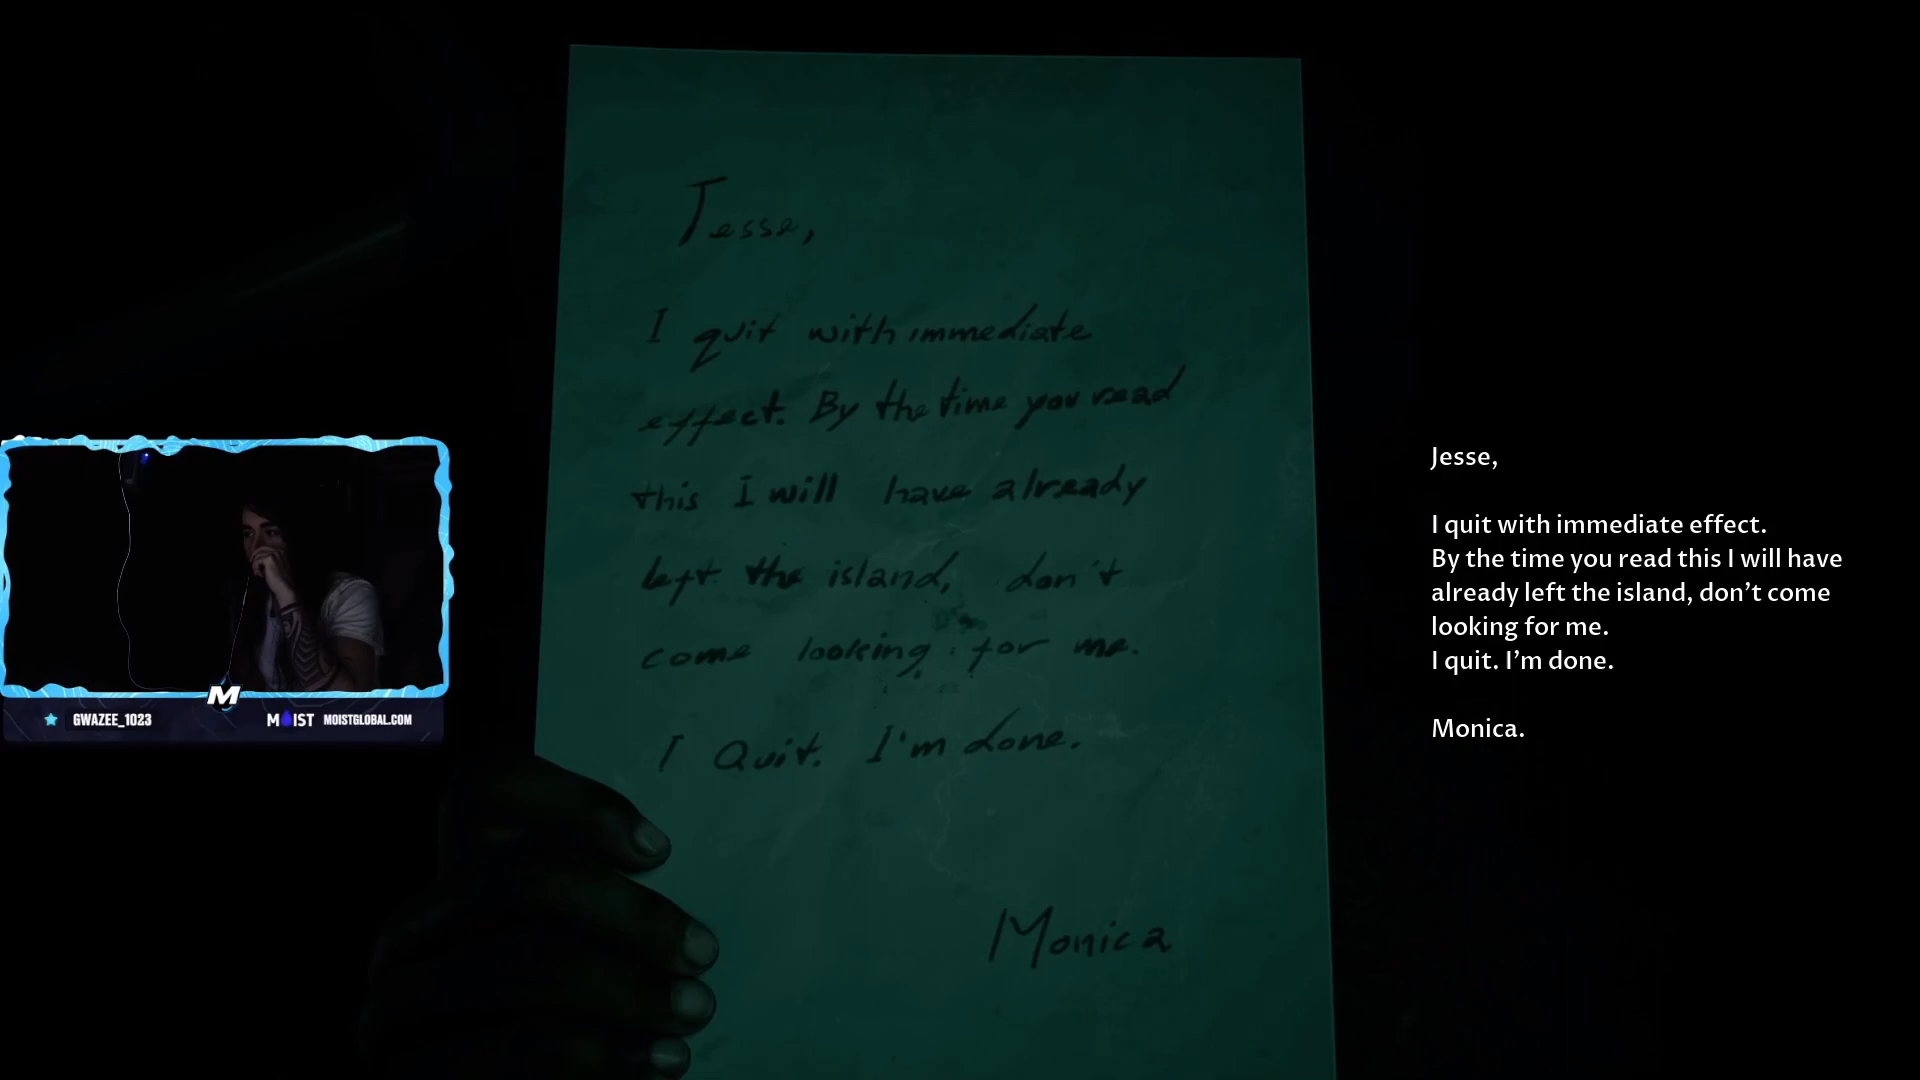 Jesse,
I quit with immediate
effect. By the time you read
this I will have already
left the island, don't
come looking for me.
I Quit. I'm done.
Monica
Jesse,
I quit with immediate effect.
By the time you read this I will have
already left the island, don't come
looking for me.
I quit. I'm done.
Monica.
M
GWAZEE_1023 MOIST MOISTGLOBAL.COM